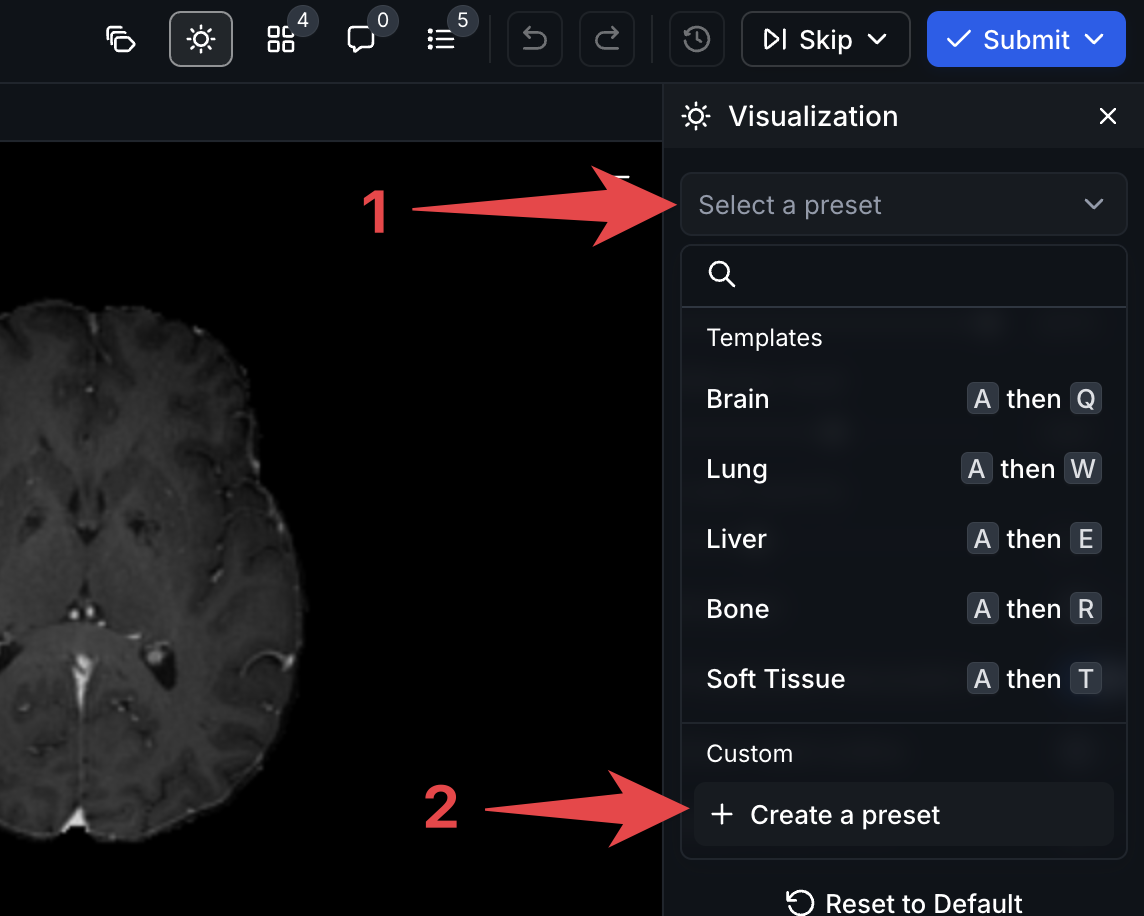 4
0
5
Skip
Submit
Visualization
1
Select a preset
Templates
Brain A then Q
Lung A then W
Liver A then E
Bone A then R
Soft Tissue A then T
Custom
2
Create a preset
Reset to Default